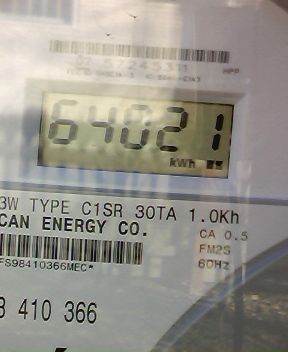 64021
kWh
3W TYPE C1SR 30TA 1.0Kh
CAN ENERGY CO.
CA 0.5
FM2S
FS98410366MEC*
60Hz
8 410 366